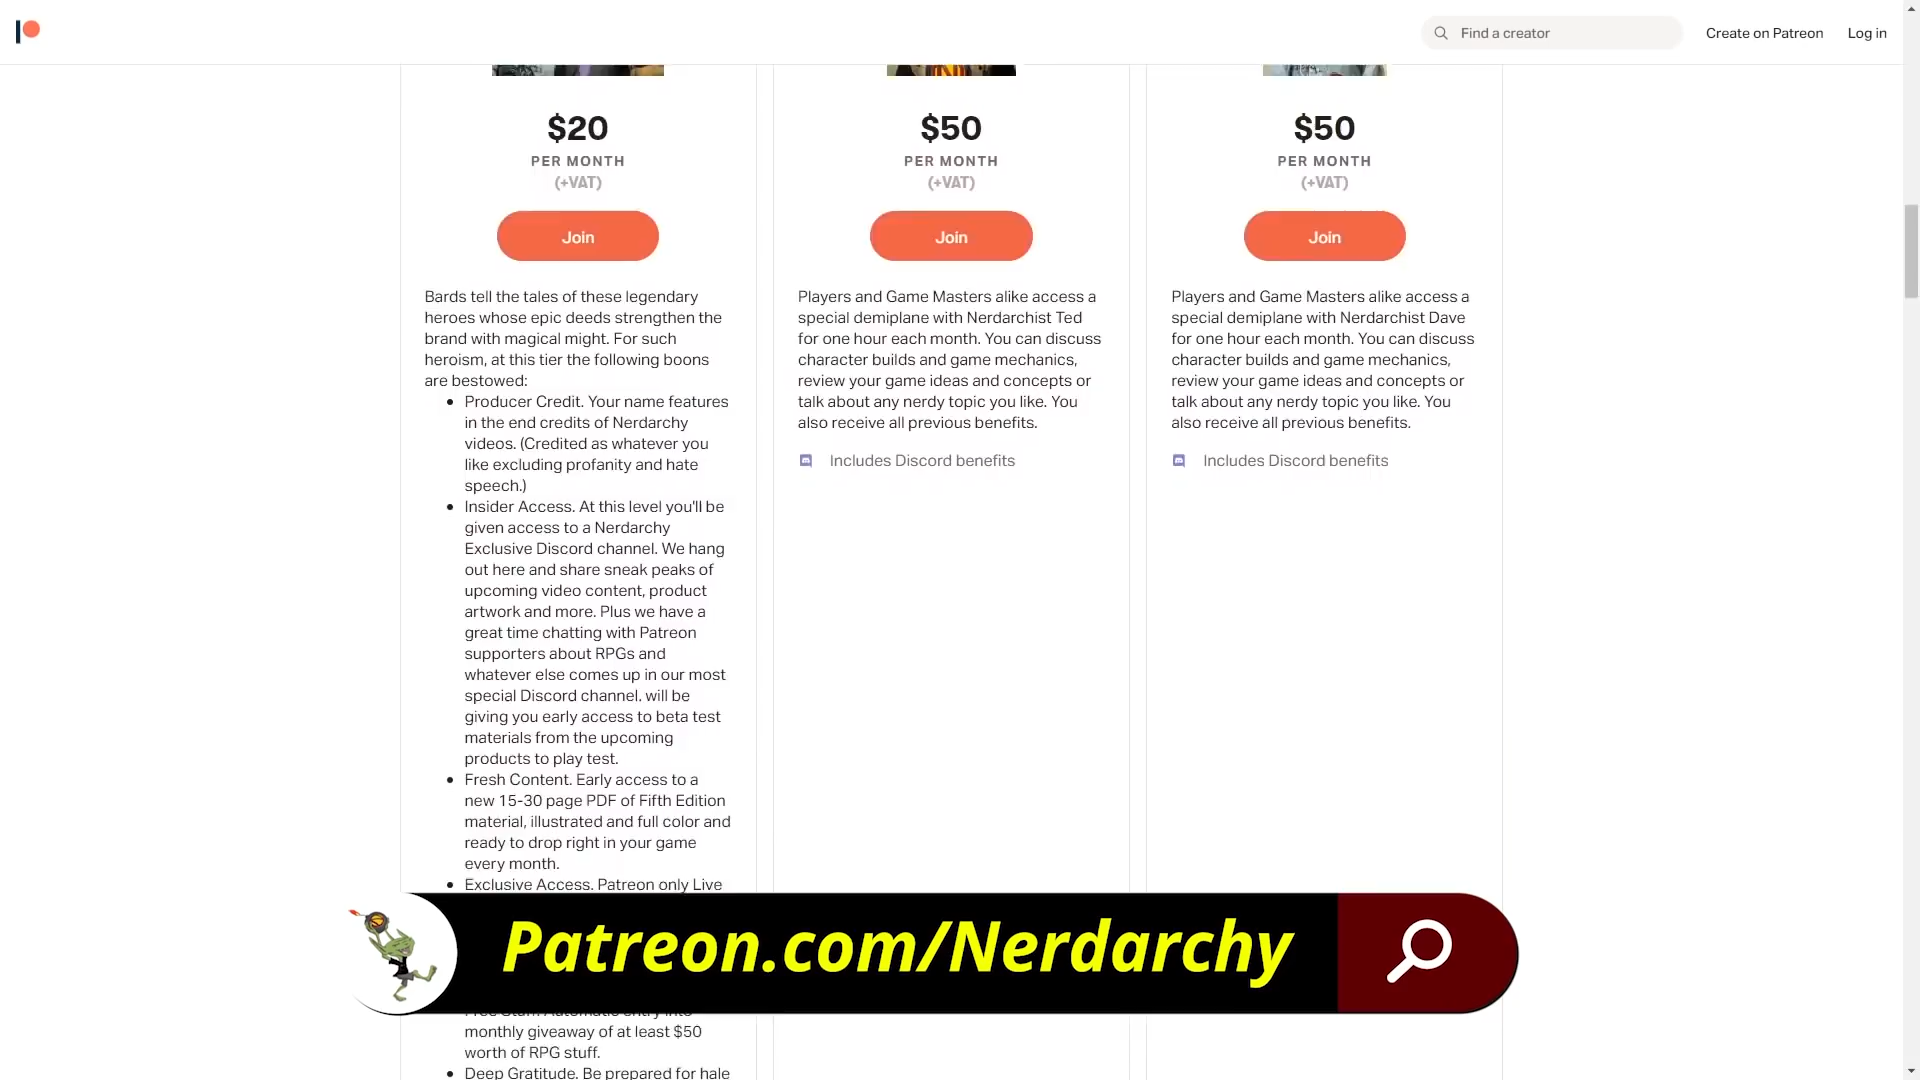 Find a creator
Create on Patreon
Log in
$20
PER MONTH
(+VAT)
Join
Bards tell the tales of these legendary
heroes whose epic deeds strengthen the
brand with magical might. For such
heroism, at this tier the following boons
are bestowed:
Producer Credit. Your name features
in the end credits of Nerdarchy
videos. (Credited as whatever you
like excluding profanity and hate
speech.)
Insider Access. At this level you'll be
given access to a Nerdarchy
Exclusive Discord channel. We hang
out here and share sneak peaks of
upcoming video content, product
artwork and more. Plus we have a
great time chatting with Patreon
supporters about RPGs and
whatever else comes up in our most
special Discord channel. will be
giving you early access to beta test
materials from the upcoming
products to play test.
Fresh Content. Early access to a
new 15-30 page PDF of Fifth Edition
material, illustrated and full color and
ready to drop right in your game
every month.
Exclusive Access. Patreon only Live
monthly giveaway of at least $50
worth of RPG stuff.
Deep Gratitude. Be prepared for hale
$50
PER MONTH
(+VAT)
Join
Players and Game Masters alike access a
special demiplane with Nerdarchist Ted
for one hour each month. You can discuss
character builds and game mechanics,
review your game ideas and concepts or
talk about any nerdy topic you like. You
also receive all previous benefits.
Includes Discord benefits
$50
PER MONTH
(+VAT)
Join
Players and Game Masters alike access a
special demiplane with Nerdarchist Dave
for one hour each month. You can discuss
character builds and game mechanics,
review your game ideas and concepts or
talk about any nerdy topic you like. You
also receive all previous benefits.
Includes Discord benefits
Patreon.com/Nerdarchy